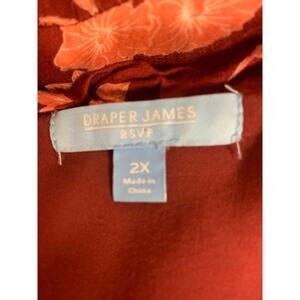 DRAPER JAMES
RSVP
2X
Made in
China